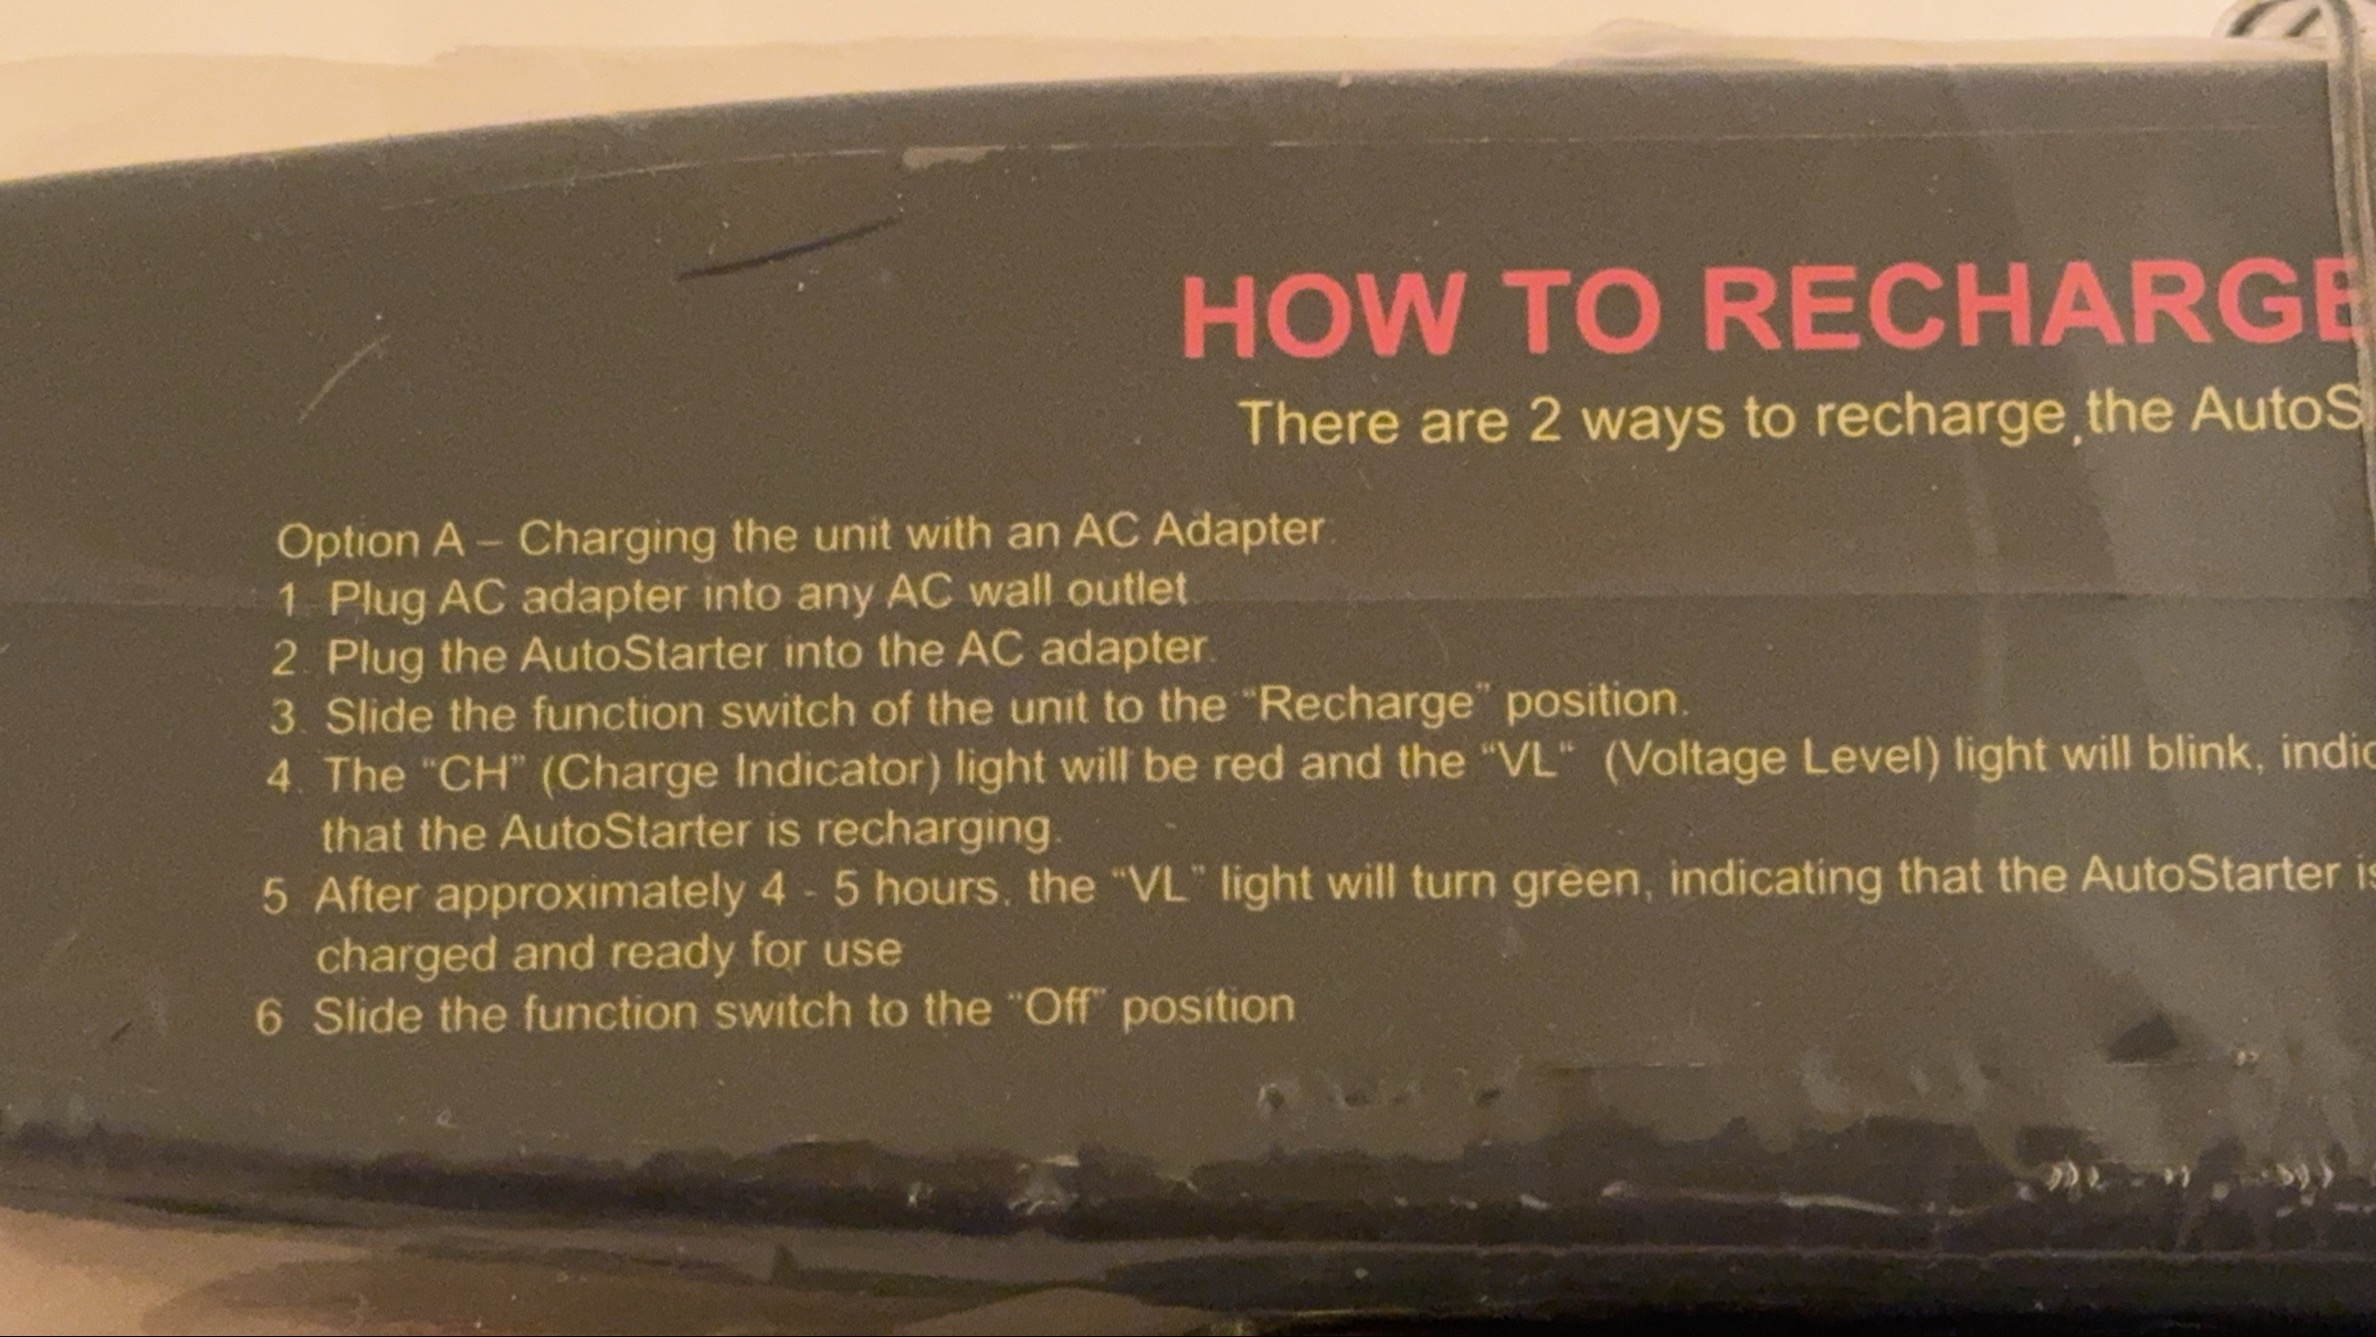 HOW TO RECHARGE
There are 2 ways to recharge the AutoS
Option A – Charging the unit with an AC Adapter.
1. Plug AC adapter into any AC wall outlet
2. Plug the AutoStarter into the AC adapter.
3. Slide the function switch of the unit to the “Recharge” position.
4. The “CH” (Charge Indicator) light will be red and the “VL“ (Voltage Level) light will blink, indic
that the AutoStarter is recharging.
5 After approximately 4 - 5 hours, the “VL” light will turn green, indicating that the AutoStarter is
charged and ready for use
6 Slide the function switch to the “Off” position